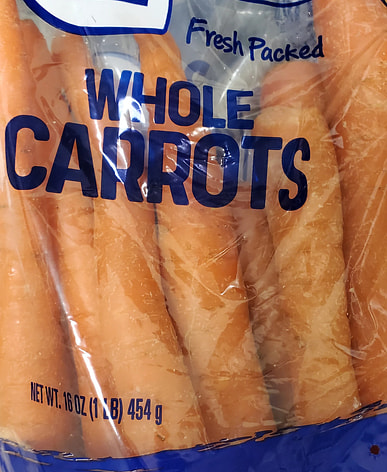 Fresh Packed
WHOLE
CARROTS
NET WT. 16 OZ (1 LB) 454 g